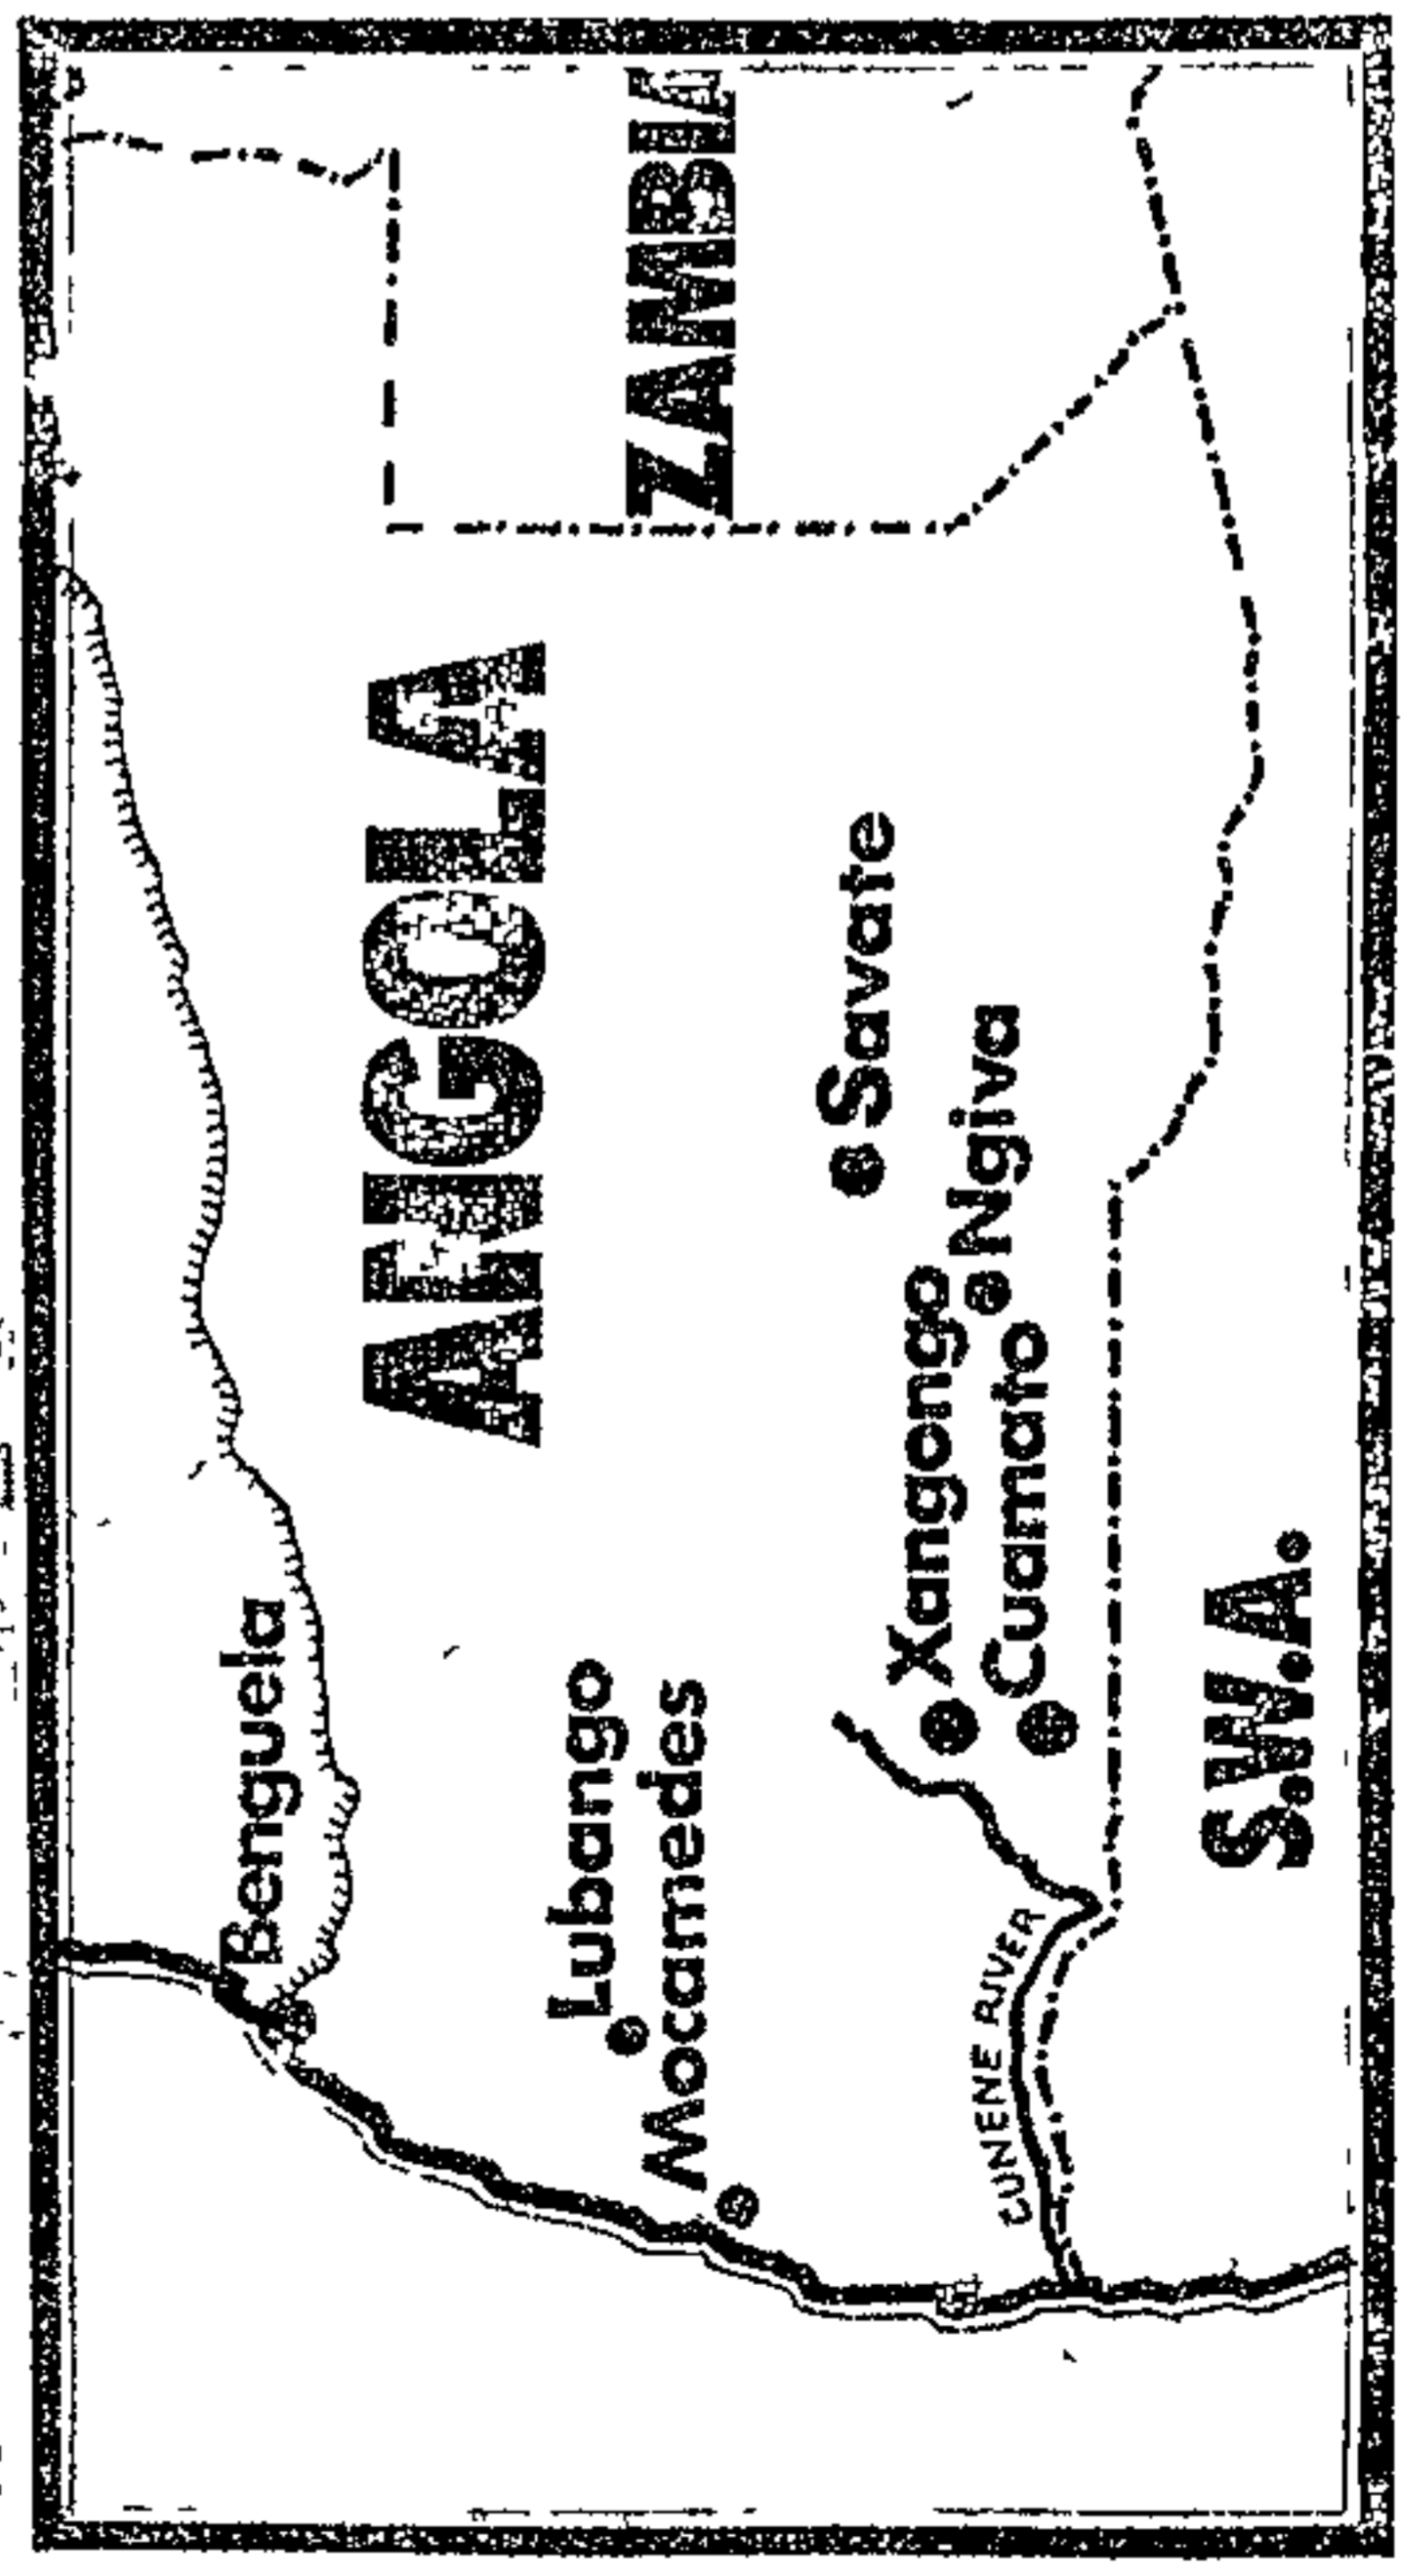 Benguela
ANGOLA
ZAMBIA
Lubango
Mocamedes
Savate
Xangongo
Ngiva
Cuamato
CUNENE RIVER
S.W.A.